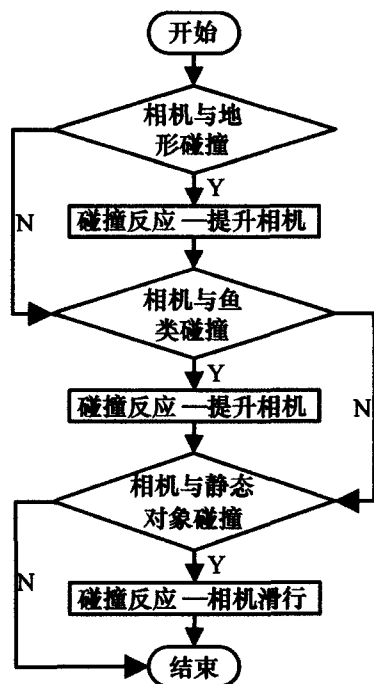 开始
相机与地
形碰撞
Y
N
碰撞反应—提升相机
相机与鱼
类碰撞
Y
N
碰撞反应—提升相机
相机与静态
对象碰撞
Y
N
碰撞反应—相机滑行
结束